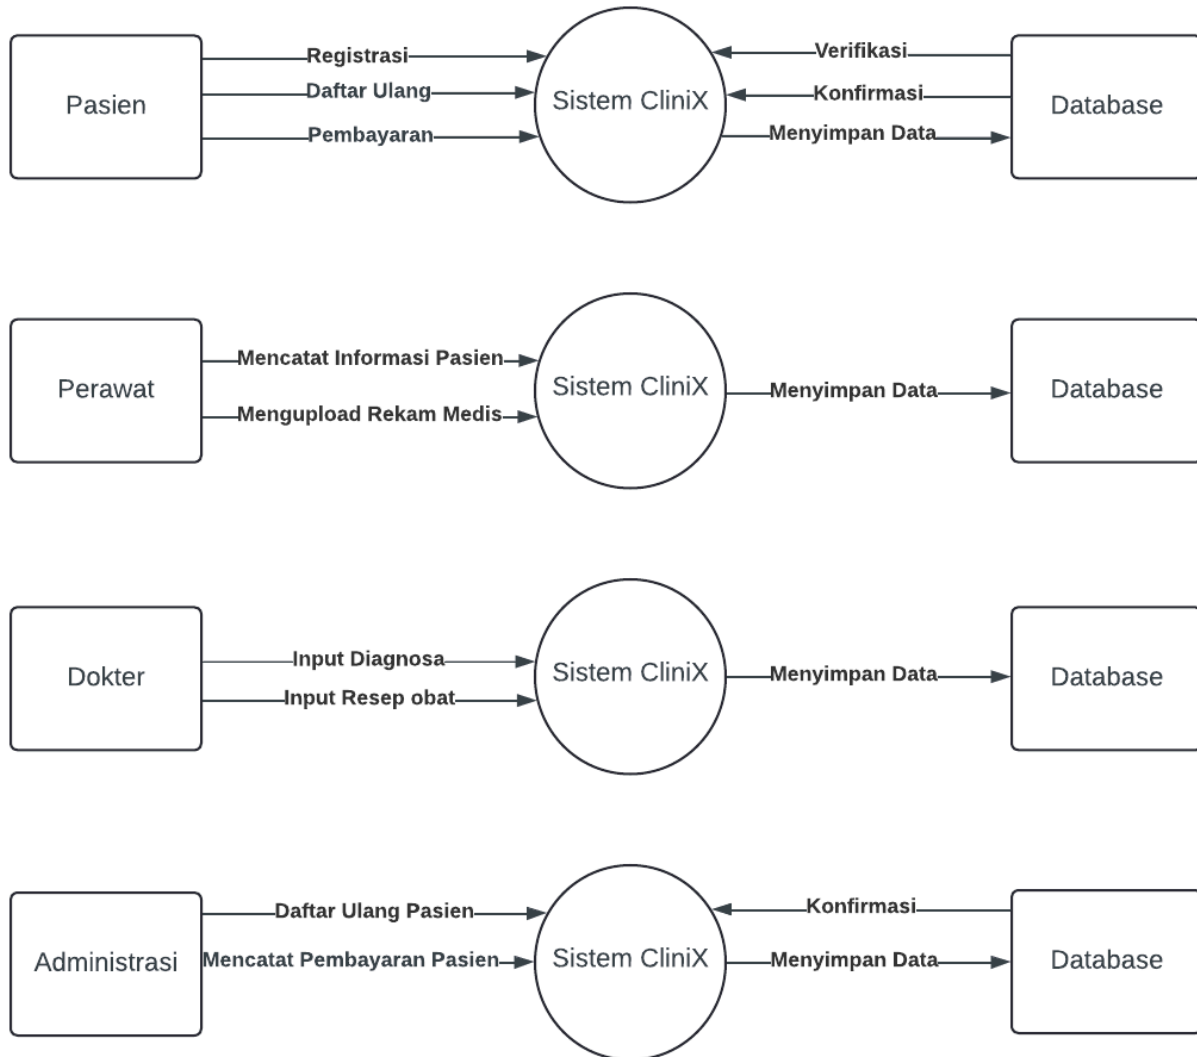 Registrasi
Verifikasi
Daftar Ulang
Konfirmasi
Pasien
Sistem CliniX
Database
Pembayaran
Menyimpan Data
Mencatat Informasi Pasien
Perawat
Sistem CliniX
Menyimpan Data
Database
Mengupload Rekam Medis
Input Diagnosa
Dokter
Sistem CliniX
Menyimpan Data
Database
Input Resep obat
Daftar Ulang Pasien
Konfirmasi
Administrasi
Mencatat Pembayaran Pasien
Sistem CliniX
Menyimpan Data
Database